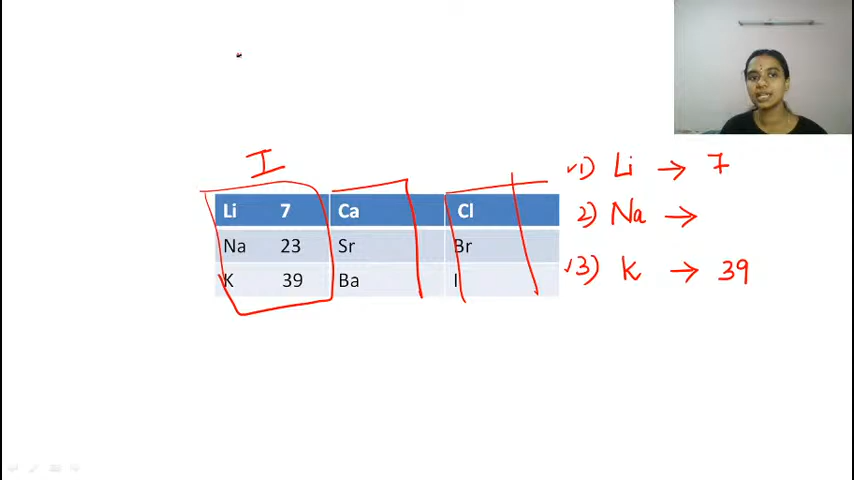 I
Li 7 Ca Cl
Na 23 Sr Br
K 39 Ba I
1) Li → 7
2) Na →
3) K → 39